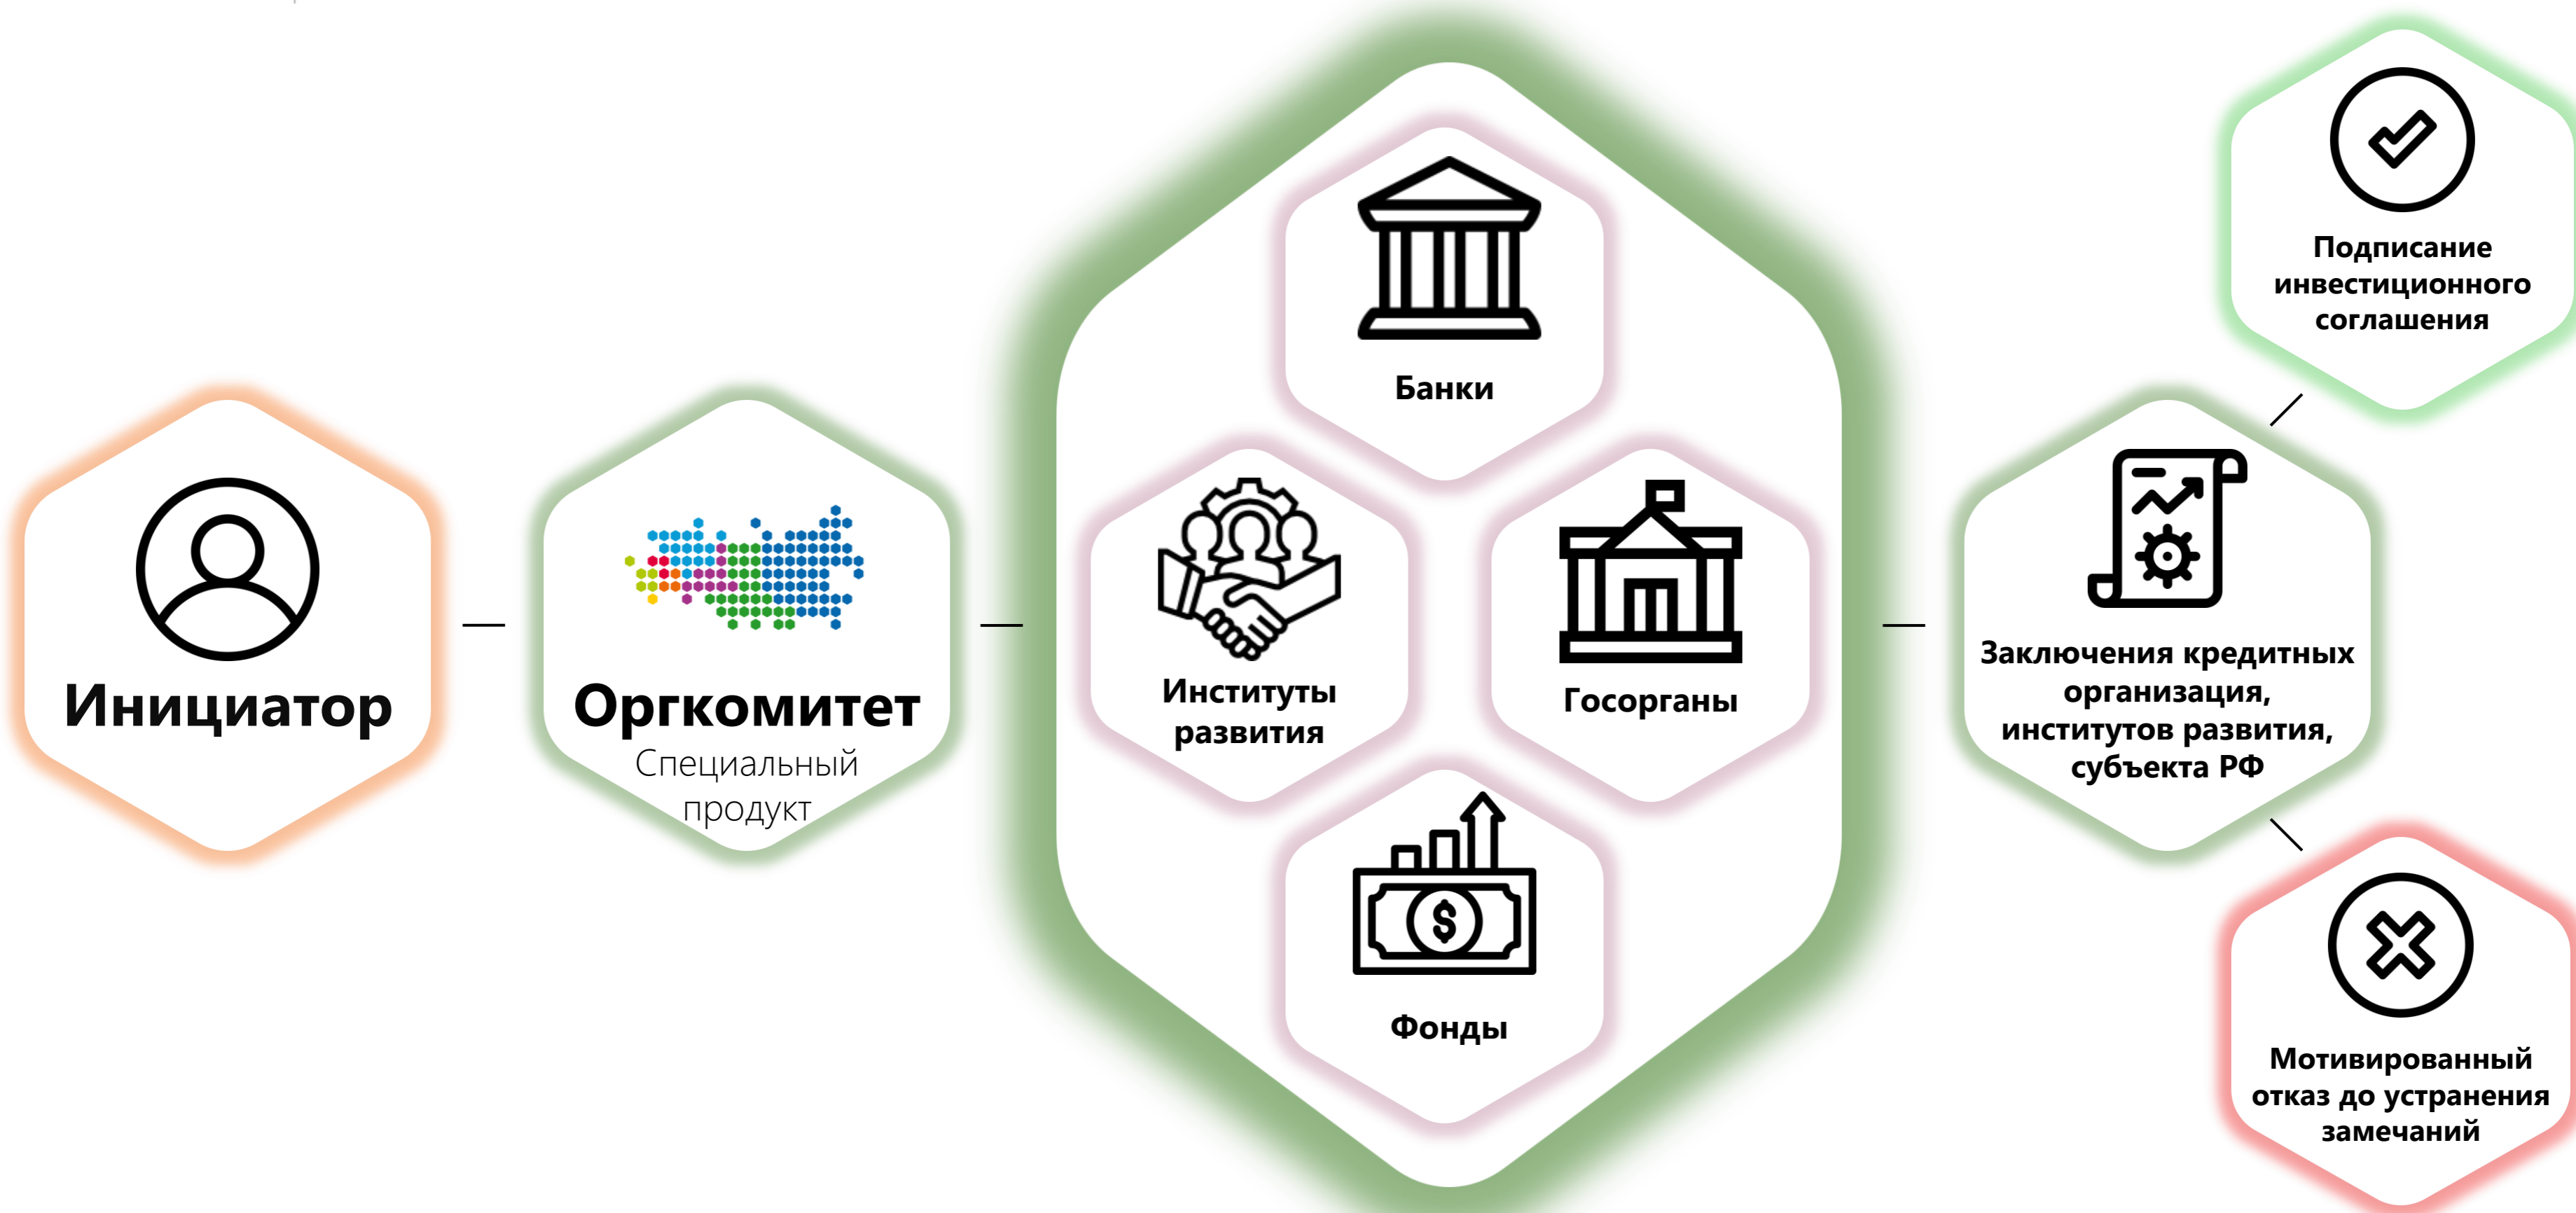 Инициатор
Оргкомитет
Специальный
продукт
Банки
Институты
развития
Госорганы
Фонды
Заключения кредитных
организация,
институтов развития,
субъекта РФ
Подписание
инвестиционного
соглашения
Мотивированный
отказ до устранения
замечаний